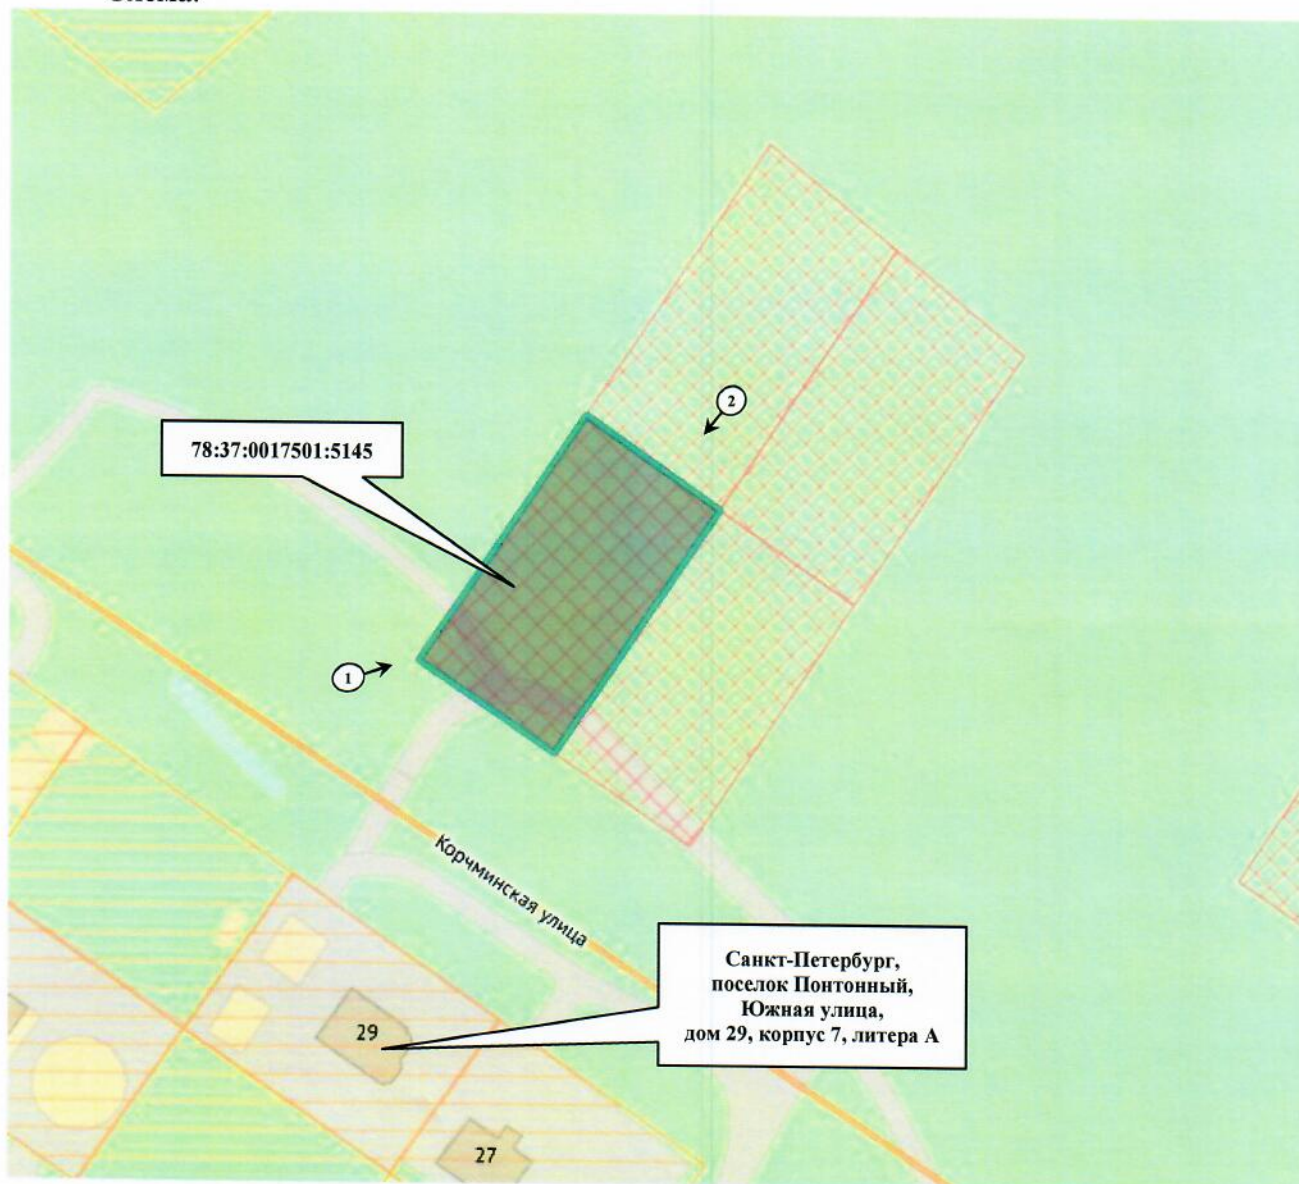 2
78:37:0017501:5145
1
Корчминская улица
Санкт-Петербург,
поселок Понтонный,
Южная улица,
дом 29, корпус 7, литера А
29
27